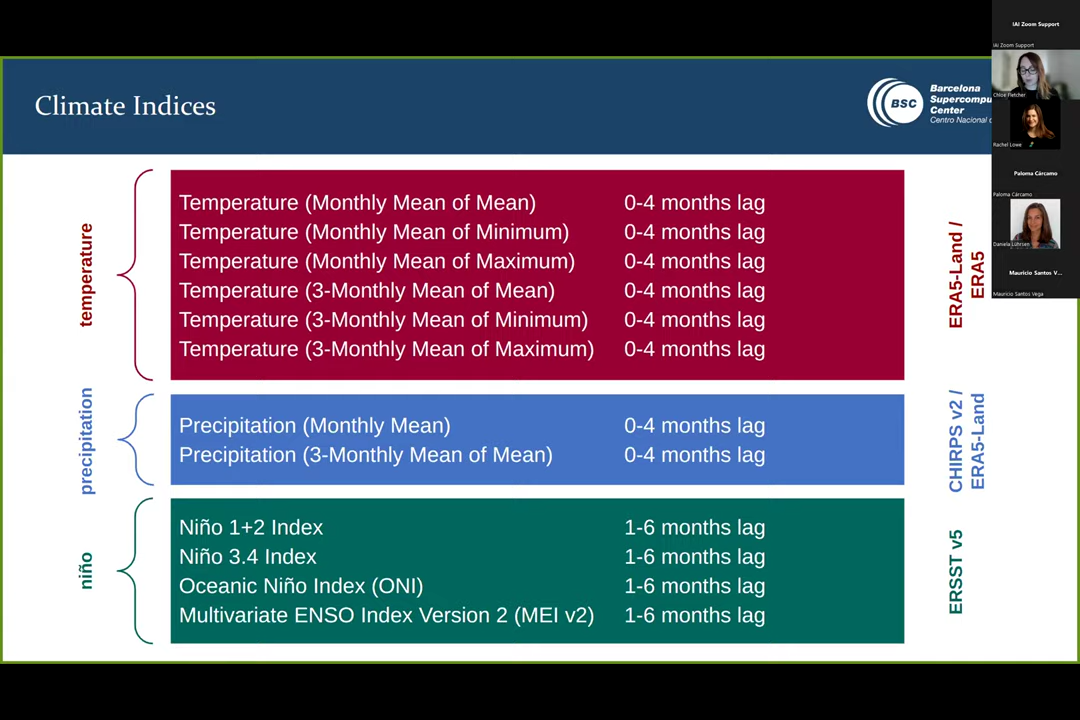 Climate Indices
BSC
Barcelona
Supercompu
Center
Centro Nacional
temperature
Temperature (Monthly Mean of Mean) 0-4 months lag
Temperature (Monthly Mean of Minimum) 0-4 months lag
Temperature (Monthly Mean of Maximum) 0-4 months lag
Temperature (3-Monthly Mean of Mean) 0-4 months lag
Temperature (3-Monthly Mean of Minimum) 0-4 months lag
Temperature (3-Monthly Mean of Maximum) 0-4 months lag
ERA5-Land /
ERA5
precipitation
Precipitation (Monthly Mean) 0-4 months lag
Precipitation (3-Monthly Mean of Mean) 0-4 months lag
CHIRPS v2 /
ERA5-Land
niño
Niño 1+2 Index 1-6 months lag
Niño 3.4 Index 1-6 months lag
Oceanic Niño Index (ONI) 1-6 months lag
Multivariate ENSO Index Version 2 (MEI v2) 1-6 months lag
ERSST v5
IAI Zoom Support
IAI Zoom Support
Chloe Fletcher
Rachel Lowe
Paloma Cárcamo
Paloma Cárcamo
Daniela Lührsen
Mauricio Santos V...
Mauricio Santos Vega